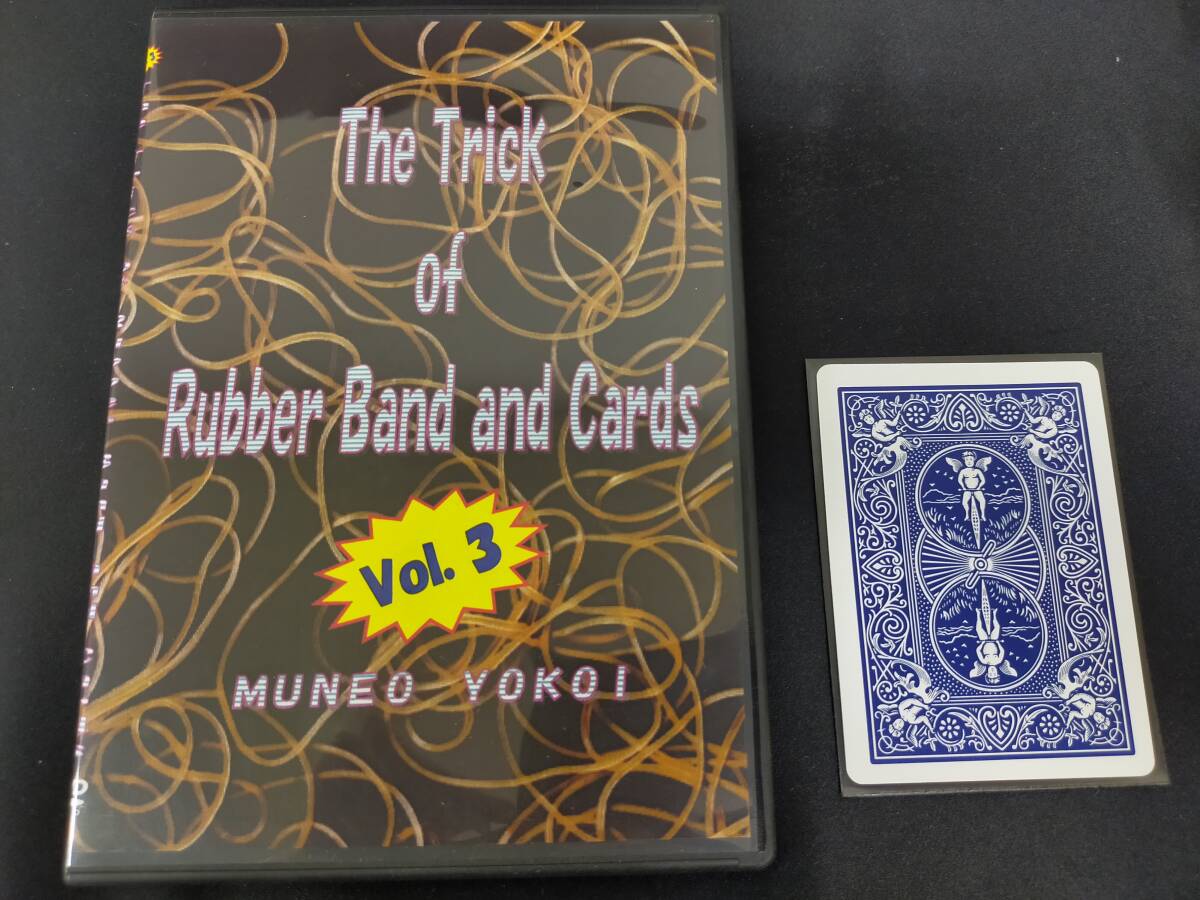 The Trick
of
Rubber Band and Cards
Vol. 3
MUNEO YOKOI